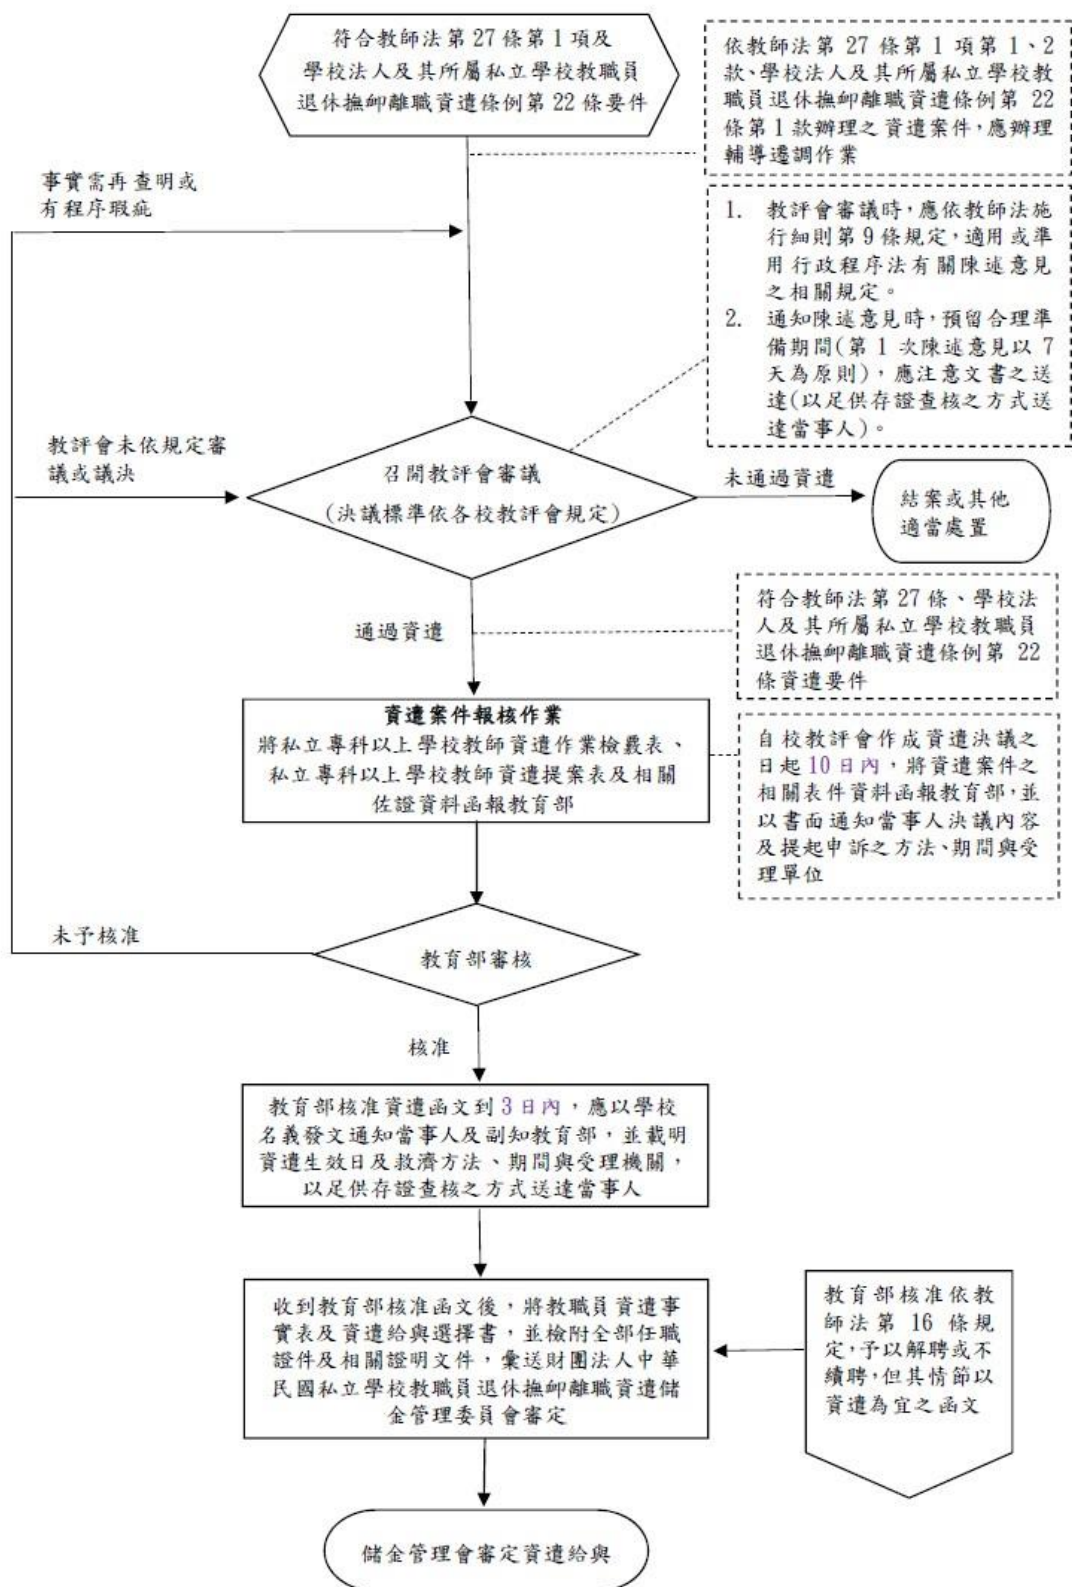 符合教師法第 27 條第 1 項及
學校法人及其所屬私立學校教職員
退休撫卹離職資遣條例第 22 條要件
依教師法第 27 條第 1 項第 1、2
款、學校法人及其所屬私立學校教
職員退休撫卹離職資遣條例第 22
條第 1 款辦理之資遣案件,應辦理
輔導遷調作業
事實需再查明或
有程序瑕疵
1. 教評會審議時,應依教師法施
行細則第 9 條規定,適用或準
用行政程序法有關陳述意見
之相關規定。
2. 通知陳述意見時,預留合理準
備期間(第 1 次陳述意見以 7
天為原則),應注意文書之送
達(以足供存證查核之方式送
達當事人)。
教評會未依規定審
議或議決
召開教評會審議
(決議標準依各校教評會規定)
未通過資遣
結案或其他
適當處置
通過資遣
符合教師法第 27 條、學校法
人及其所屬私立學校教職員
退休撫卹離職資遣條例第 22
條資遣要件
資遣案件報核作業
將私立專科以上學校教師資遣作業檢覈表、
私立專科以上學校教師資遣提案表及相關
佐證資料函報教育部
自校教評會作成資遣決議之
日起 10 日內,將資遣案件之
相關表件資料函報教育部,並
以書面通知當事人決議內容
及提起申訴之方法、期間與受
理單位
未予核准
教育部審核
核准
教育部核准資遣函文到 3 日內,應以學校
名義發文通知當事人及副知教育部,並載明
資遣生效日及救濟方法、期間與受理機關,
以足供存證查核之方式送達當事人
收到教育部核准函文後,將教職員資遣事
實表及資遣給與選擇書,並檢附全部任職
證件及相關證明文件,彙送財團法人中華
民國私立學校教職員退休撫卹離職資遣儲
金管理委員會審定
教育部核准依教
師法第 16 條規
定,予以解聘或不
續聘,但其情節以
資遣為宜之函文
儲金管理會審定資遣給與